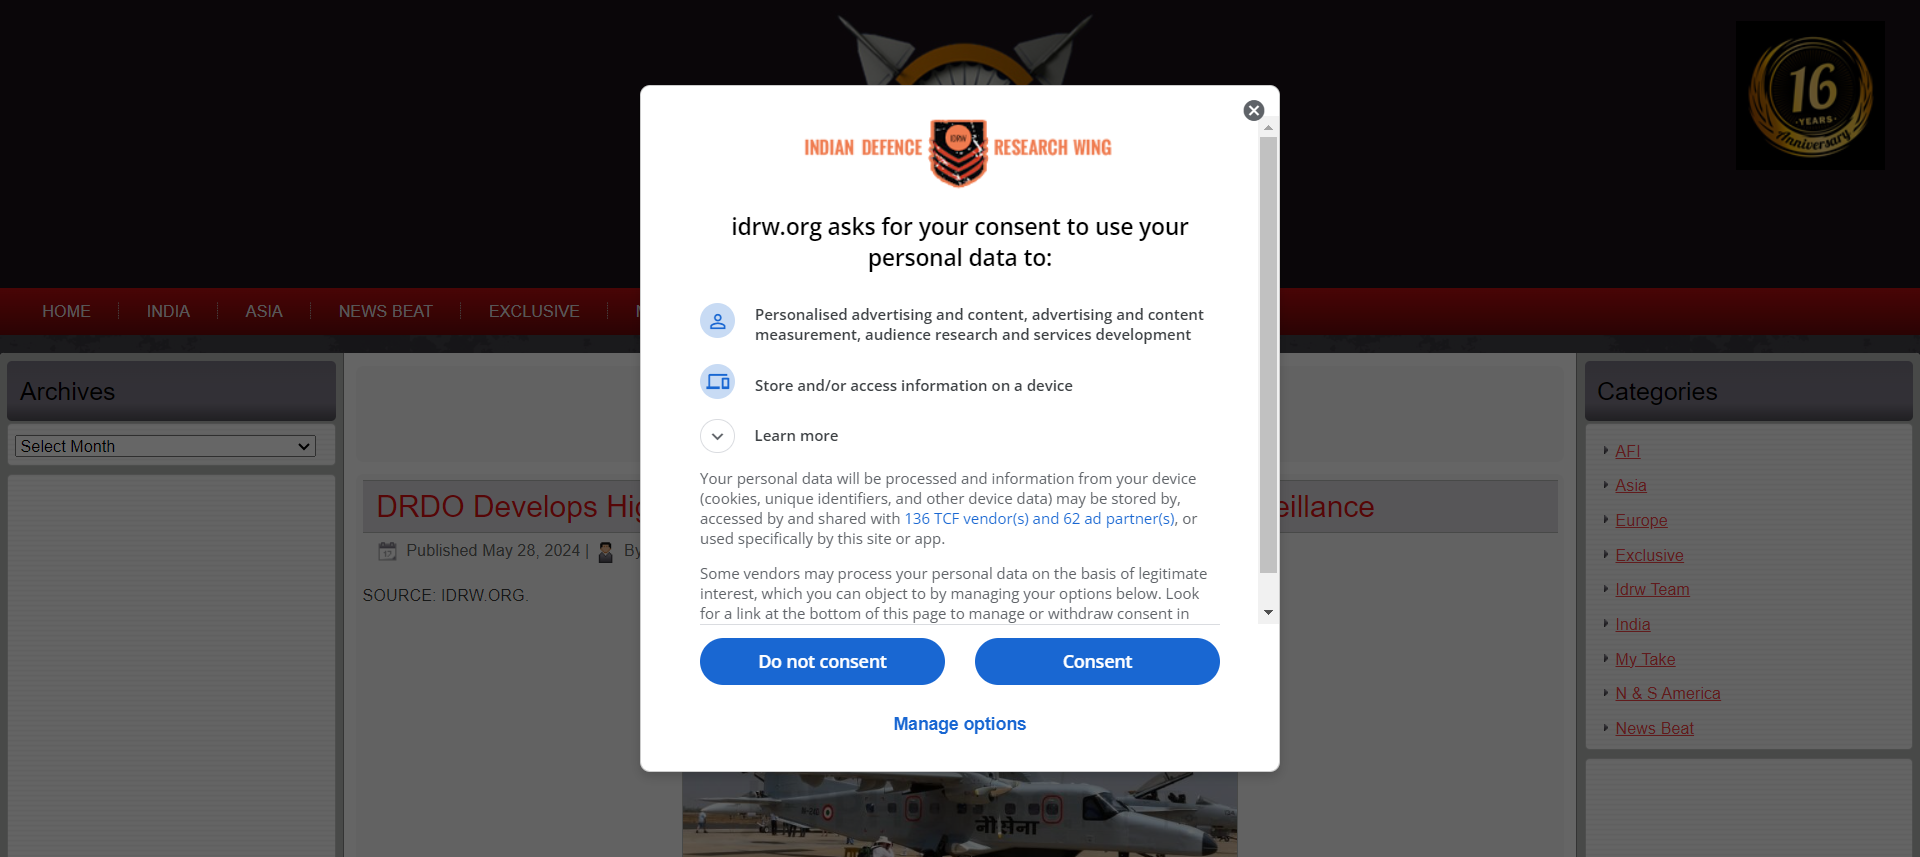 16
YEARS
Anniversary
INDIAN DEFENCE IDRW RESEARCH WING
idrw.org asks for your consent to use your
personal data to:
Personalised advertising and content, advertising and content
measurement, audience research and services development
Store and/or access information on a device
Learn more
Your personal data will be processed and information from your device
(cookies, unique identifiers, and other device data) may be stored by,
accessed by and shared with 136 TCF vendor(s) and 62 ad partner(s), or
used specifically by this site or app.
Some vendors may process your personal data on the basis of legitimate
interest, which you can object to by managing your options below. Look
for a link at the bottom of this page to manage or withdraw consent in
Do not consent
Consent
Manage options
HOME
INDIA
ASIA
NEWS BEAT
EXCLUSIVE
Archives
Select Month
DRDO Develops
Published May 28, 2024 | By
SOURCE: IDRW.ORG.
नौसेना
Categories
AFI
Asia
Europe
Exclusive
Idrw Team
India
My Take
N & S America
News Beat